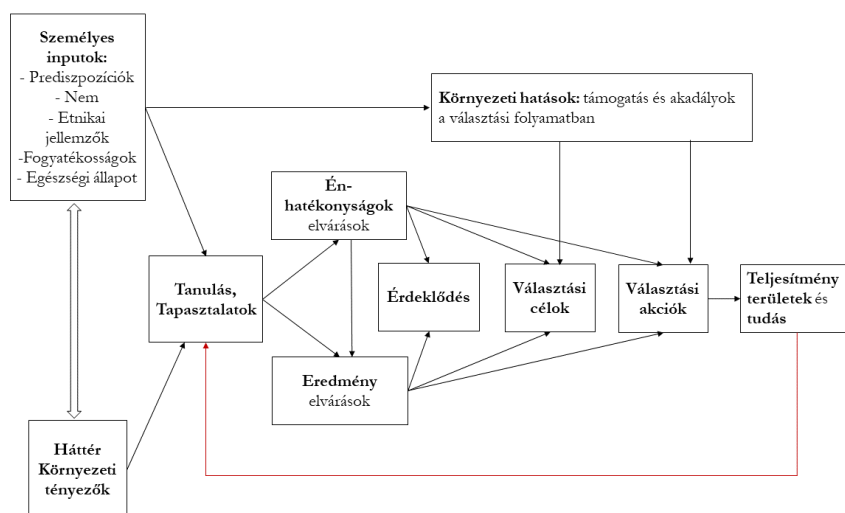 Személyes
inputok:
- Prediszpozíciók
- Nem
- Etnikai
jellemzők
-Fogyatékosságok
- Egészségi állapot
Környezeti hatások: támogatás és akadályok
a választási folyamatban
Én-
hatékonyságok
elvárások
Tanulás,
Tapasztalatok
Érdeklődés
Választási
célok
Választási
akciók
Teljesítmény
területek és
tudás
Eredmény
elvárások
Háttér
Környezeti
tényezők